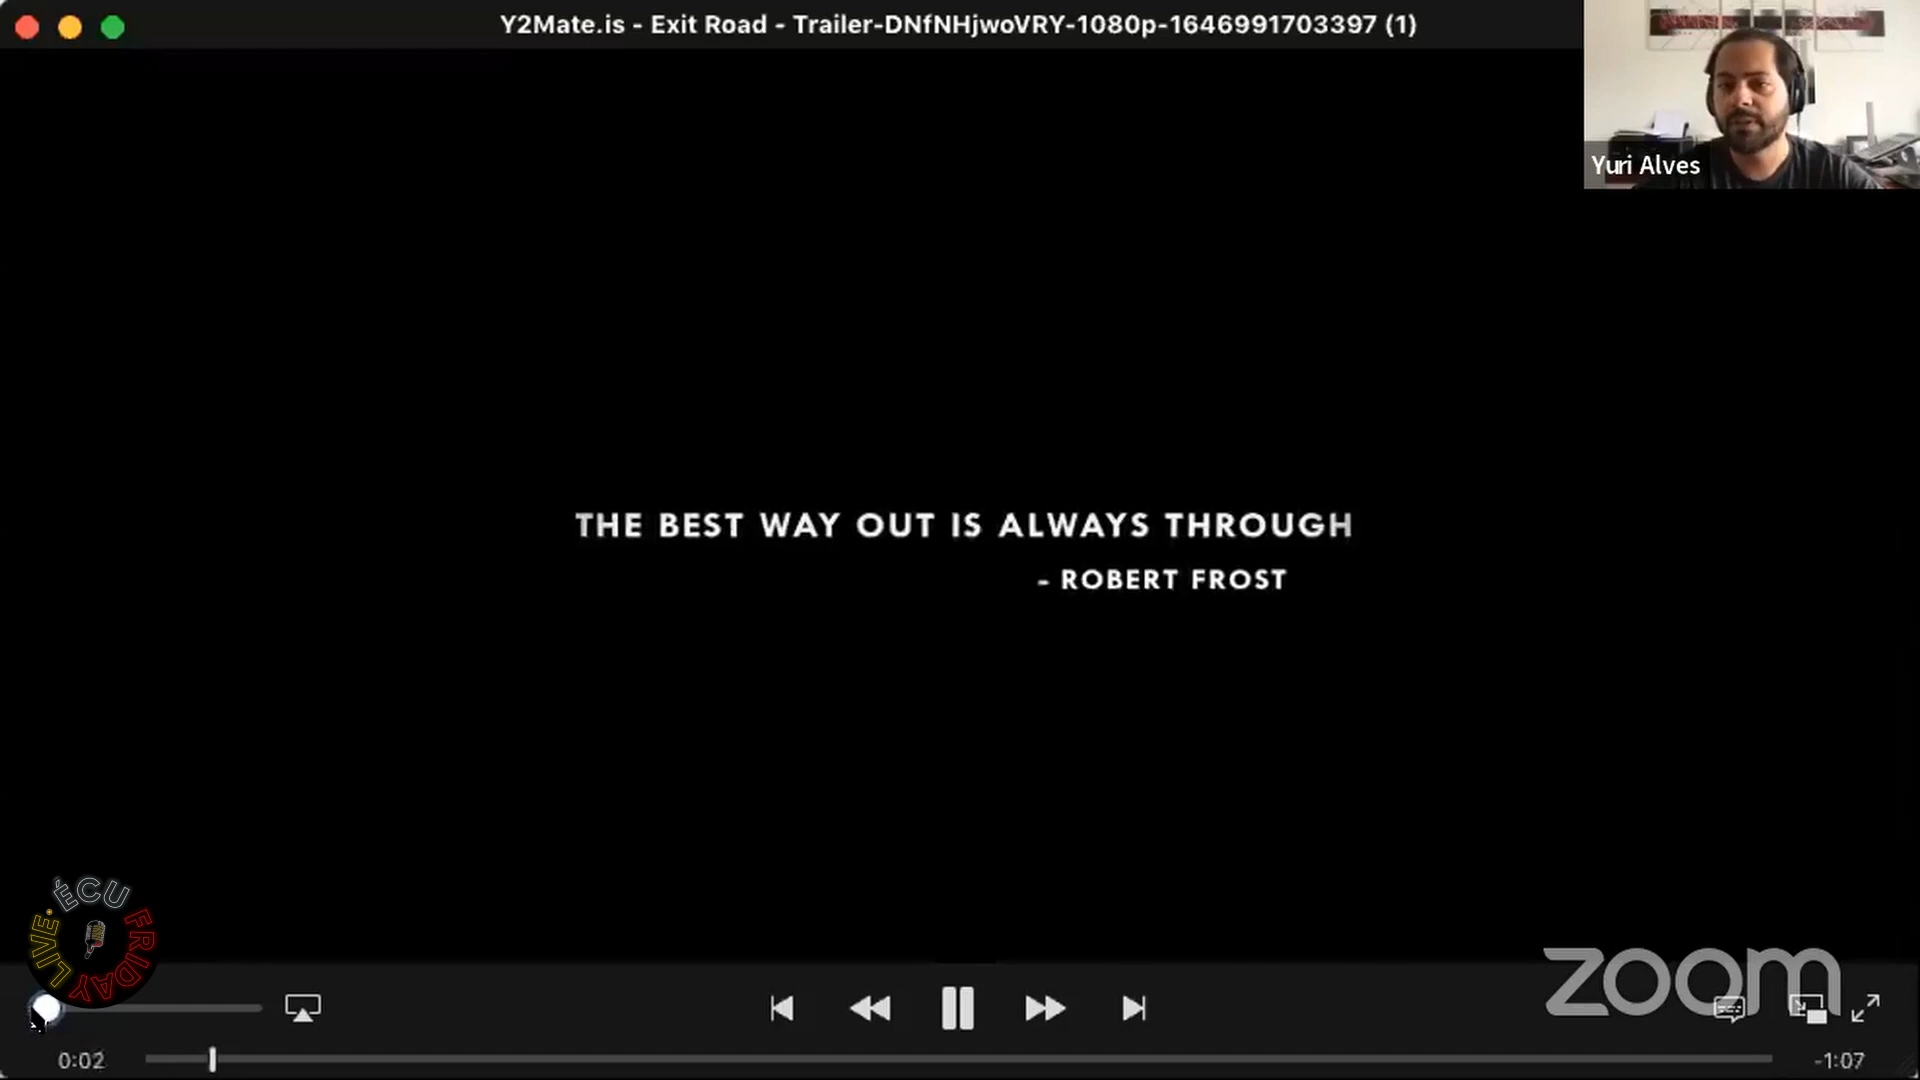 Y2Mate.is - Exit Road - Trailer-DNfNHjwoVRY-1080p-1646991703397 (1)
Yuri Alves
THE BEST WAY OUT IS ALWAYS THROUGH
- ROBERT FROST
ÉCU FRIDAY LIVE
zoom
0:02
-1:07